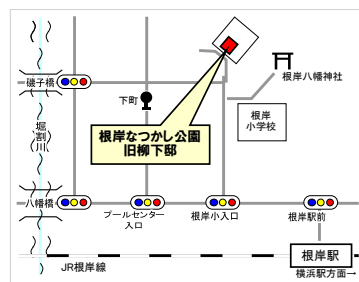 磯子橋
下町
根岸八幡神社
根岸
小学校
根岸なつかし公園
旧柳下邸
堀割川
八幡橋
プールセンター
入口
根岸小入口
根岸駅前
根岸駅
JR根岸線
横浜駅方面→